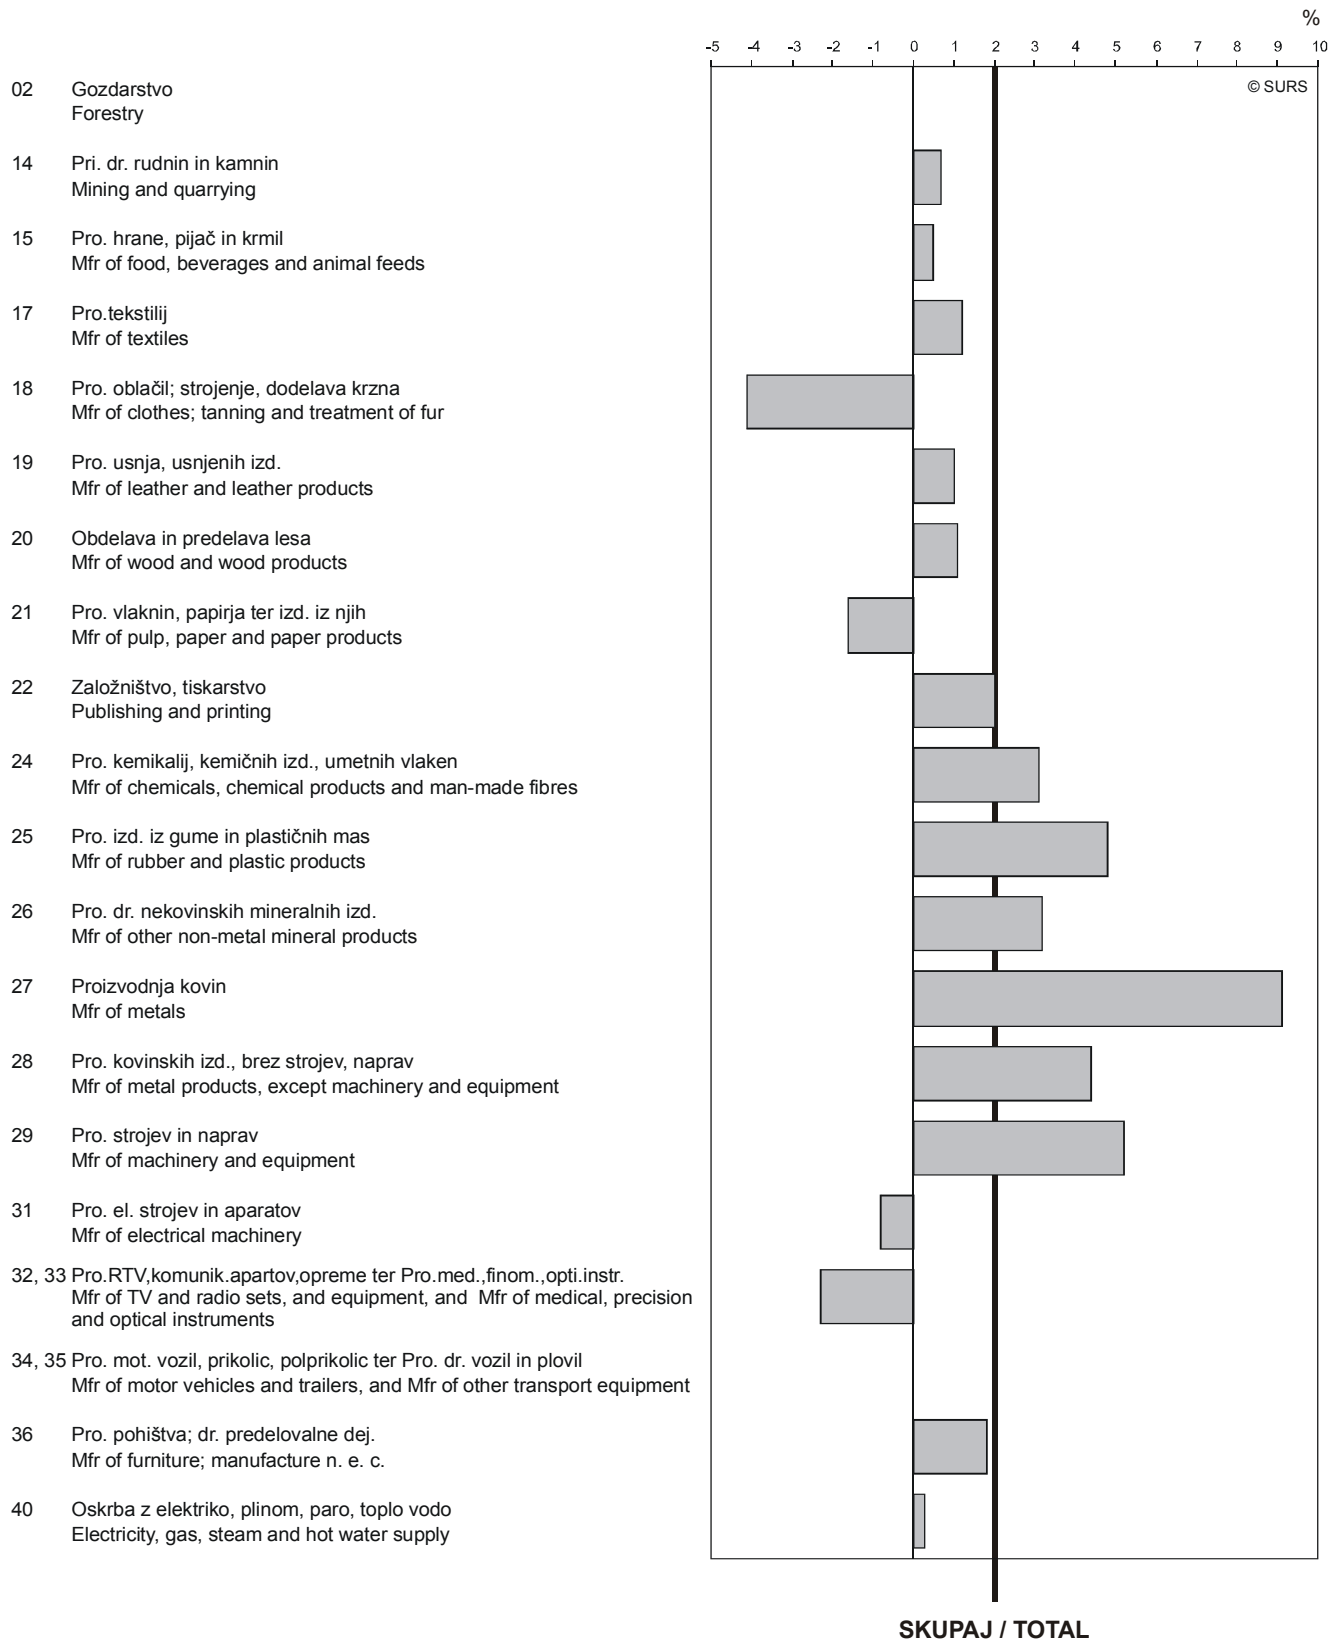 %
-5 -4 -3 -2 -1 0 1 2 3 4 5 6 7 8 9 10
© SURS
02 Gozdarstvo
Forestry
14 Pri. dr. rudnin in kamnin
Mining and quarrying
15 Pro. hrane, pijač in krmil
Mfr of food, beverages and animal feeds
17 Pro.tekstilij
Mfr of textiles
18 Pro. oblačil; strojenje, dodelava krzna
Mfr of clothes; tanning and treatment of fur
19 Pro. usnja, usnjenih izd.
Mfr of leather and leather products
20 Obdelava in predelava lesa
Mfr of wood and wood products
21 Pro. vlaknin, papirja ter izd. iz njih
Mfr of pulp, paper and paper products
22 Založništvo, tiskarstvo
Publishing and printing
24 Pro. kemikalij, kemičnih izd., umetnih vlaken
Mfr of chemicals, chemical products and man-made fibres
25 Pro. izd. iz gume in plastičnih mas
Mfr of rubber and plastic products
26 Pro. dr. nekovinskih mineralnih izd.
Mfr of other non-metal mineral products
27 Proizvodnja kovin
Mfr of metals
28 Pro. kovinskih izd., brez strojev, naprav
Mfr of metal products, except machinery and equipment
29 Pro. strojev in naprav
Mfr of machinery and equipment
31 Pro. el. strojev in aparatov
Mfr of electrical machinery
32, 33 Pro.RTV,komunik.apartov,opreme ter Pro.med.,finom.,opti.instr.
Mfr of TV and radio sets, and equipment, and Mfr of medical, precision
and optical instruments
34, 35 Pro. mot. vozil, prikolic, polprikolic ter Pro. dr. vozil in plovil
Mfr of motor vehicles and trailers, and Mfr of other transport equipment
36 Pro. pohištva; dr. predelovalne dej.
Mfr of furniture; manufacture n. e. c.
40 Oskrba z elektriko, plinom, paro, toplo vodo
Electricity, gas, steam and hot water supply
SKUPAJ / TOTAL